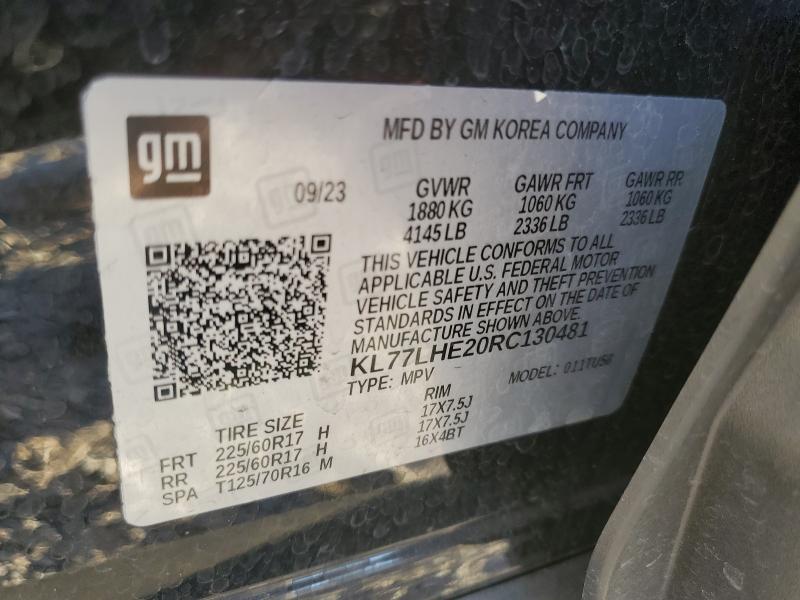 gm
MFD BY GM KOREA COMPANY
09/23
GVWR GAWR FRT GAWR RR
1880 KG 1060 KG 1060 KG
4145 LB 2336 LB 2336 LB
THIS VEHICLE CONFORMS TO ALL
APPLICABLE U.S. FEDERAL MOTOR
VEHICLE SAFETY AND THEFT PREVENTION
STANDARDS IN EFFECT ON THE DATE OF
MANUFACTURE SHOWN ABOVE.
KL77LHE20RC130481
TYPE: MPV MODEL: 011TU58
TIRE SIZE RIM
FRT 225/60R17 H 17X7.5J
RR 225/60R17 H 17X7.5J
SPA T125/70R16 M 16X4BT